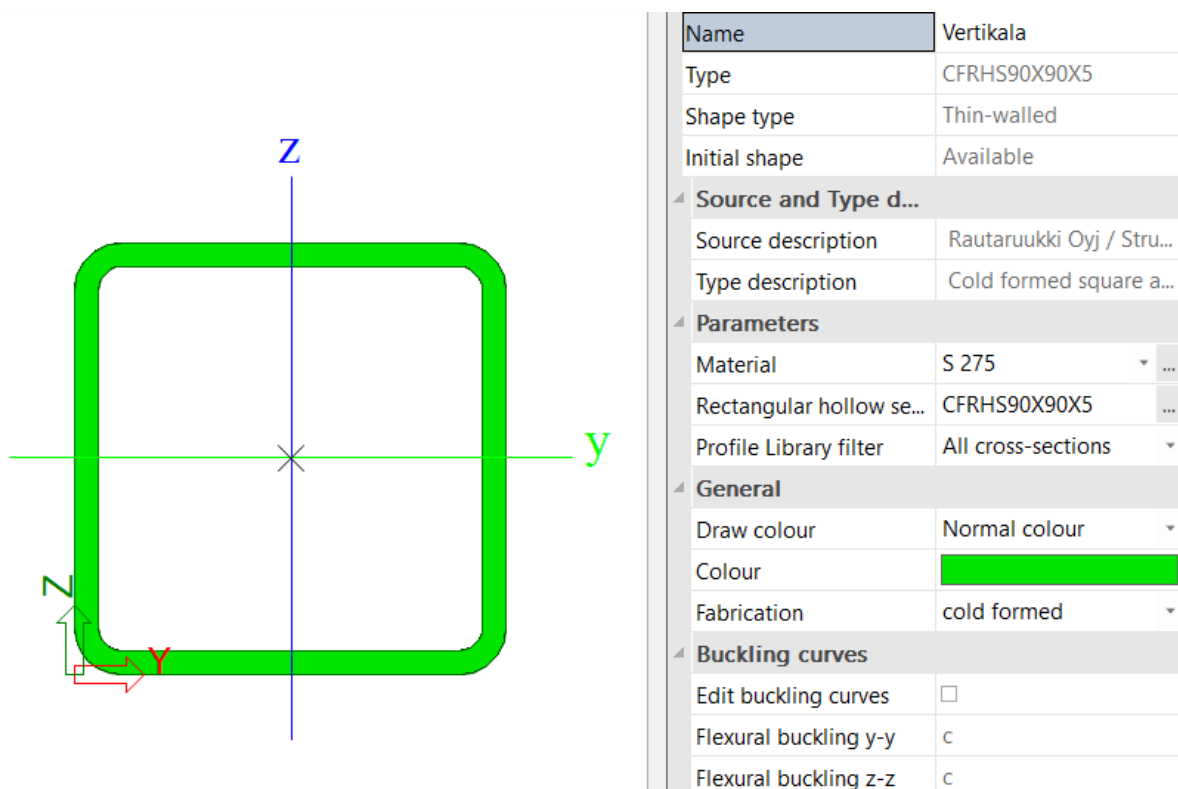 Z
y
Z
Y
Name Vertikala
Type CFRHS90X90X5
Shape type Thin-walled
Initial shape Available
Source and Type d...
Source description Rautaruukki Oyj / Stru...
Type description Cold formed square a...
Parameters
Material S 275 ...
Rectangular hollow se... CFRHS90X90X5 ...
Profile Library filter All cross-sections
General
Draw colour Normal colour
Colour
Fabrication cold formed
Buckling curves
Edit buckling curves
Flexural buckling y-y c
Flexural buckling z-z c